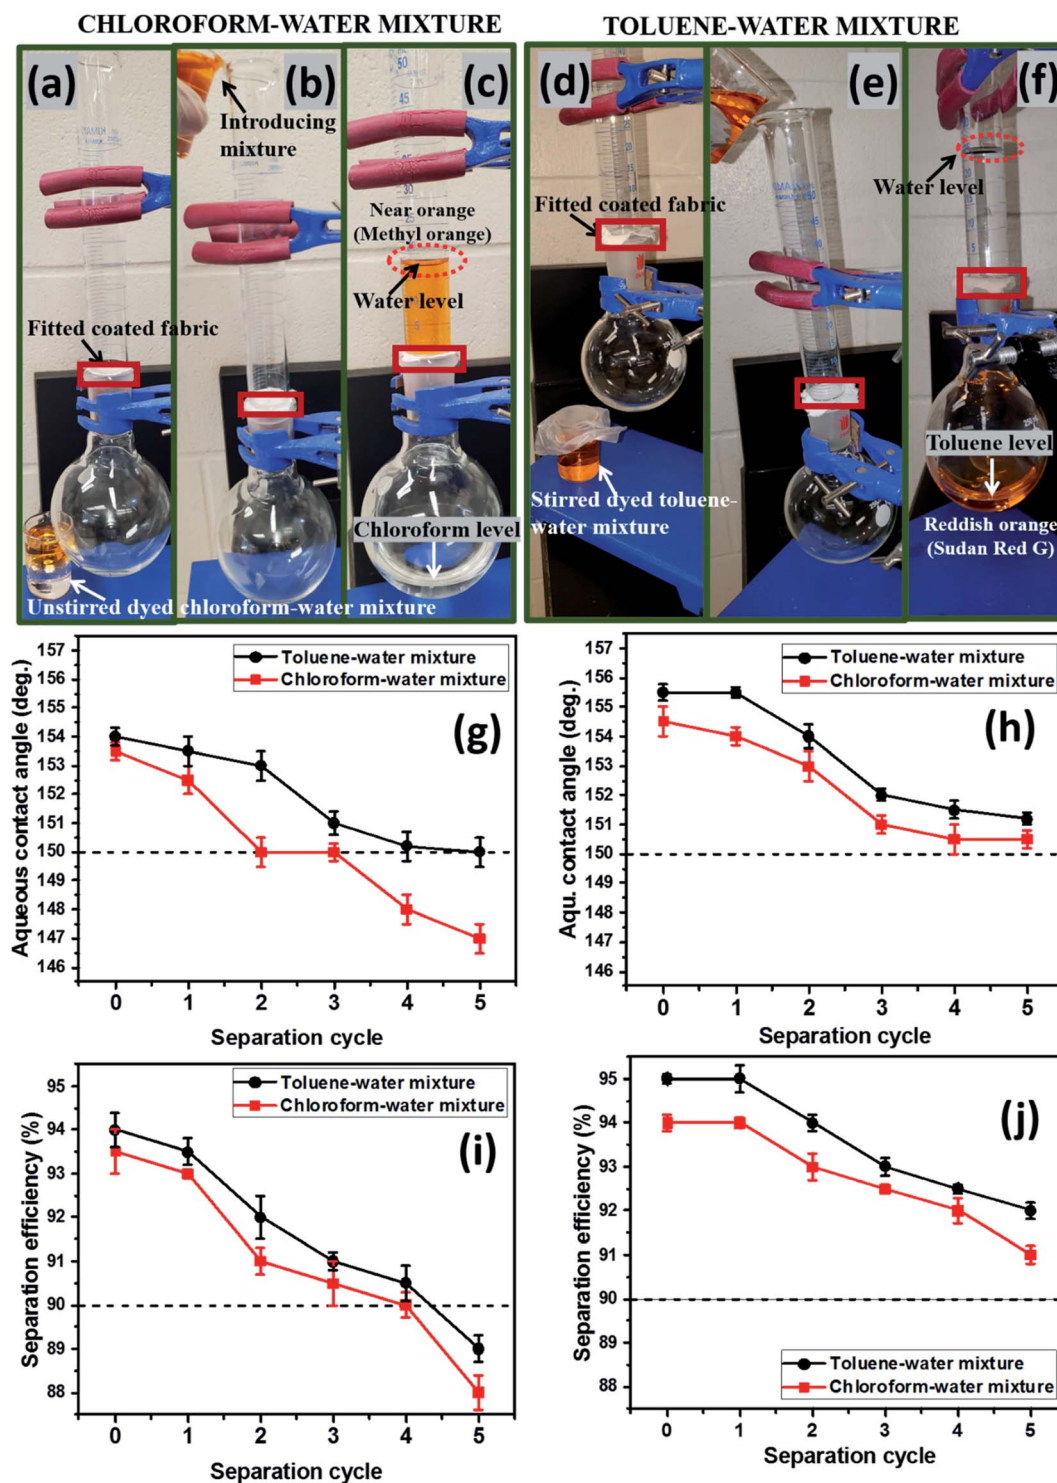 CHLOROFORM-WATER MIXTURE
TOLUENE-WATER MIXTURE
(a)
Fitted coated fabric
Unstirred dyed chloroform-water mixture
(b)
Introducing
mixture
(c)
50
45
30
25
Near orange
(Methyl orange)
Water level
5
Chloroform level
(d)
Fitted coated fabric
Stirred dyed toluene-
water mixture
(e)
(f)
Water level
Toluene level
Reddish orange
(Sudan Red G)
(g)
Toluene-water mixture
Chloroform-water mixture
Aqueous contact angle (deg.)
157
156
155
154
153
152
151
150
149
148
147
146
0 1 2 3 4 5
Separation cycle
(h)
Toluene-water mixture
Chloroform-water mixture
Aqu. contact angle (deg.)
157
156
155
154
153
152
151
150
149
148
147
146
0 1 2 3 4 5
Separation cycle
(i)
Toluene-water mixture
Chloroform-water mixture
Separation efficiency (%)
95
94
93
92
91
90
89
88
0 1 2 3 4 5
Separation cycle
(j)
Separation efficiency (%)
95
94
93
92
91
90
89
88
Toluene-water mixture
Chloroform-water mixture
0 1 2 3 4 5
Separation cycle